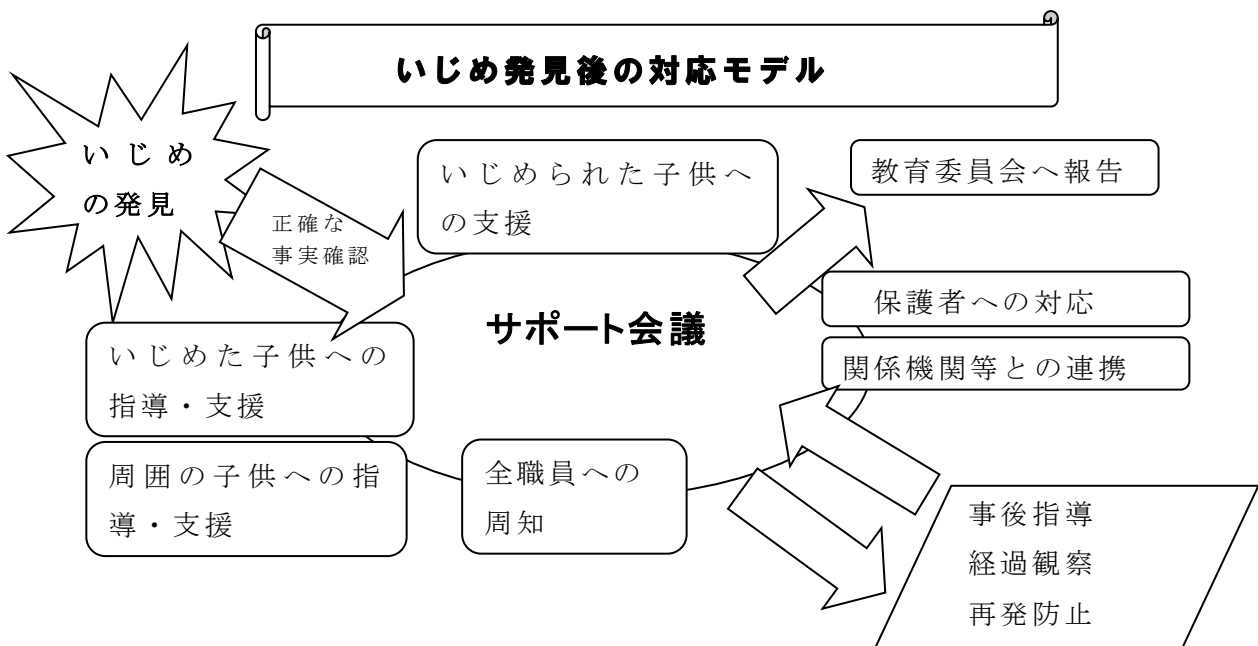 いじめ発見後の対応モデル
いじめ
の発見
正確な
事実確認
いじめられた子供へ
の支援
教育委員会へ報告
サポート会議
保護者への対応
関係機関等との連携
いじめた子供への
指導・支援
周囲の子供への指
導・支援
全職員への
周知
事後指導
経過観察
再発防止